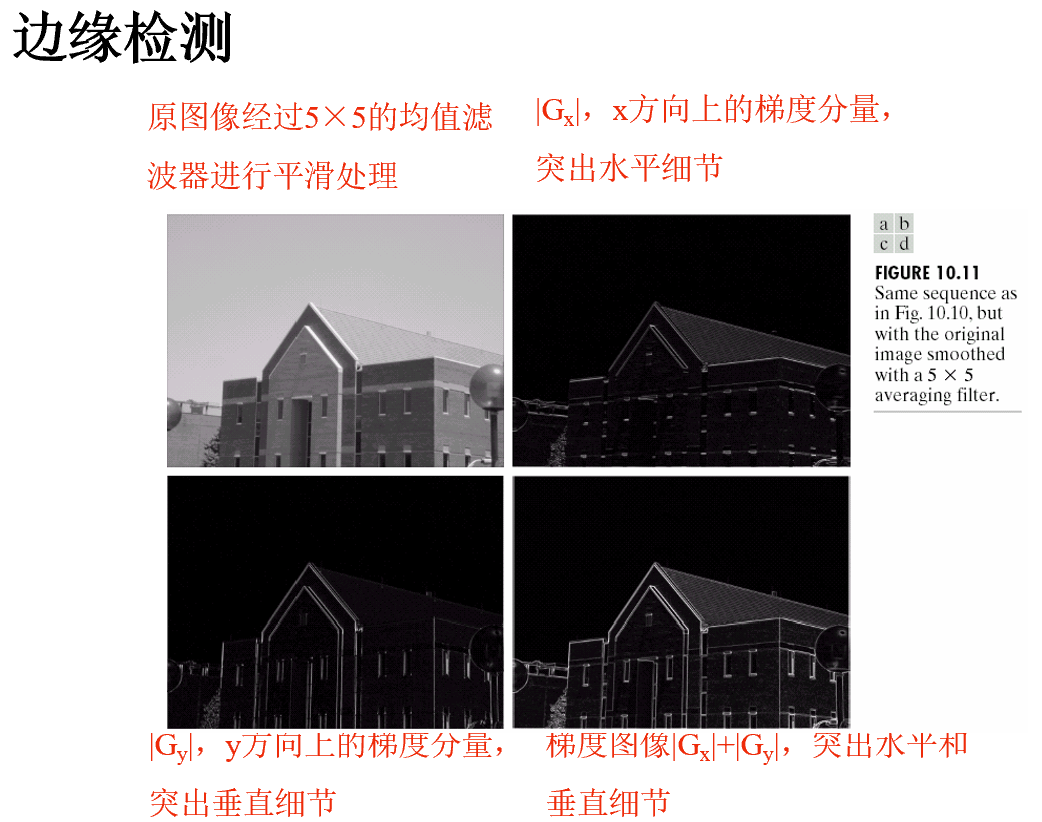 边缘检测
原图像经过5×5的均值滤
波器进行平滑处理
|Gx|，x方向上的梯度分量，
突出水平细节
a b
c d
FIGURE 10.11
Same sequence as
in Fig. 10.10, but
with the original
image smoothed
with a 5 × 5
averaging filter.
|Gy|，y方向上的梯度分量，
突出垂直细节
梯度图像|Gx|+|Gy|，突出水平和
垂直细节